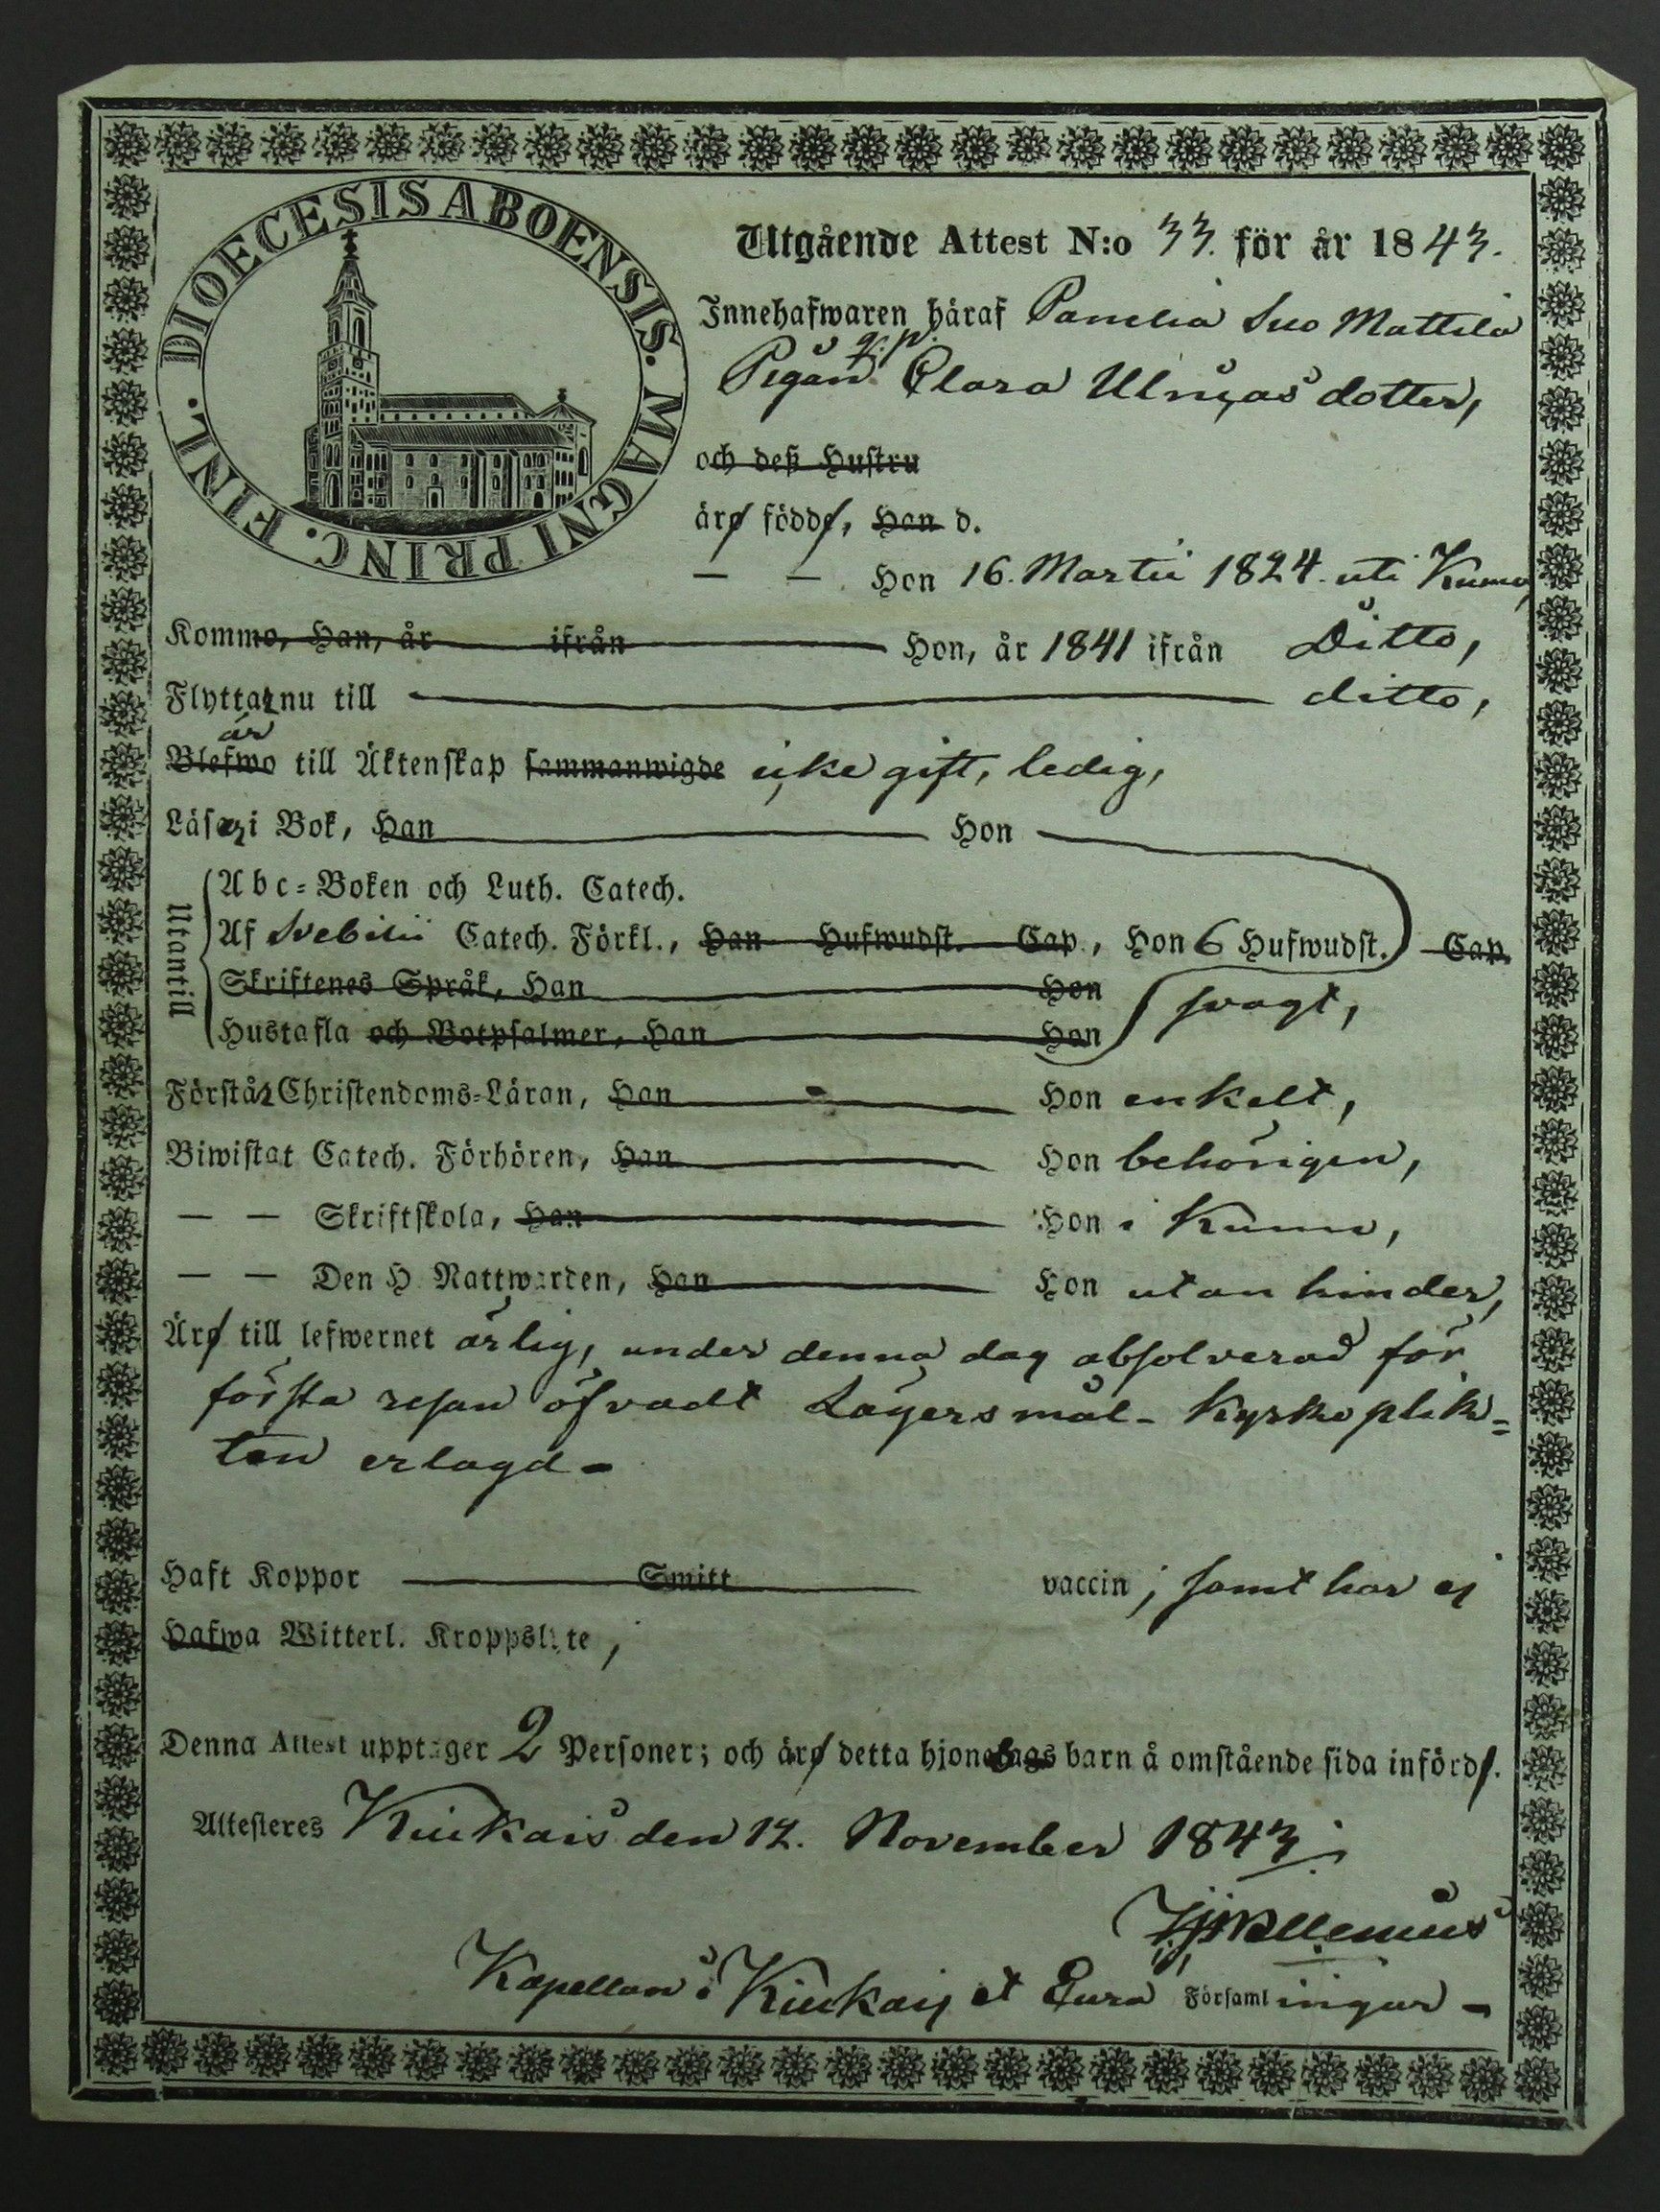 DIOECESIS ABOENSIS. MAGNI PRINC. FINL.
Utgående Attest N:o 33. för år 1843.
Innehafwaren häraf Panelia Suo Mattila
q. p.
Pigan Clara Ulricas dotter,
och deß Hustru
äro födde, Han d.
— — Hon 16. Martii 1824. uti Kumo,
Kommo, Han, år ifrån Hon, år 1841 ifrån Ditto,
Flyttar nu till ditto,
är
Blefwo till Äktenskap sammanwigde icke gift, ledig,
Läser i Bok, Han Hon
Utantill
Abc-Boken och Luth. Catech.
Af Svebilii Catech. Förkl., Han Hufwudst. Cap., Hon 6 Hufwudst. Cap.
Skriftenes Språk, Han Hon svagt,
Hustafla och Botpsalmer, Han Hon
Förstår Christendoms-Läran, Han Hon enkelt,
Biwistat Catech. Förhören, Han Hon behörigen,
— — Skriftskola, Han Hon i Kumo,
— — Den H. Nattwarden, Han Hon utan hinder,
Äro till lefwernet ärlig, under denna dag absolverad för
första resan öfvadt Lägersmål - Kyrkoplik=
ten erlagd -
Haft Koppor Smitt vaccin; samt har ej
Hafwa Witterl. Kroppslyte,
Denna Attest upptager 2 Personer; och äro detta hjonelags barn å omstående sida införde.
Attesteres Kiukais den 12. November 1843
Kapellan i Kiukais et Eura Församlingar -